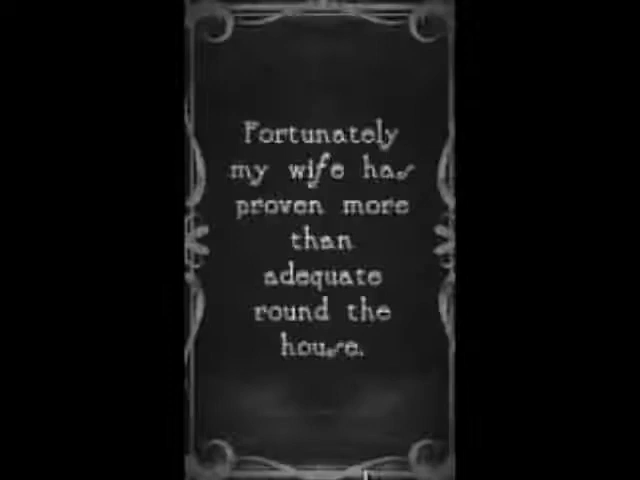 Fortunately
my wife has
proven more
than
adequate
round the
house.